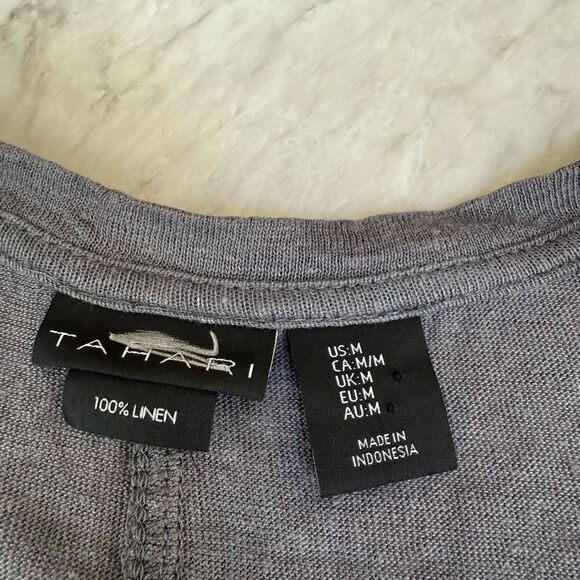 TAHARI
100% LINEN
US:M
CA:M/M
UK:M
EU:M
AU:M
MADE IN
INDONESIA